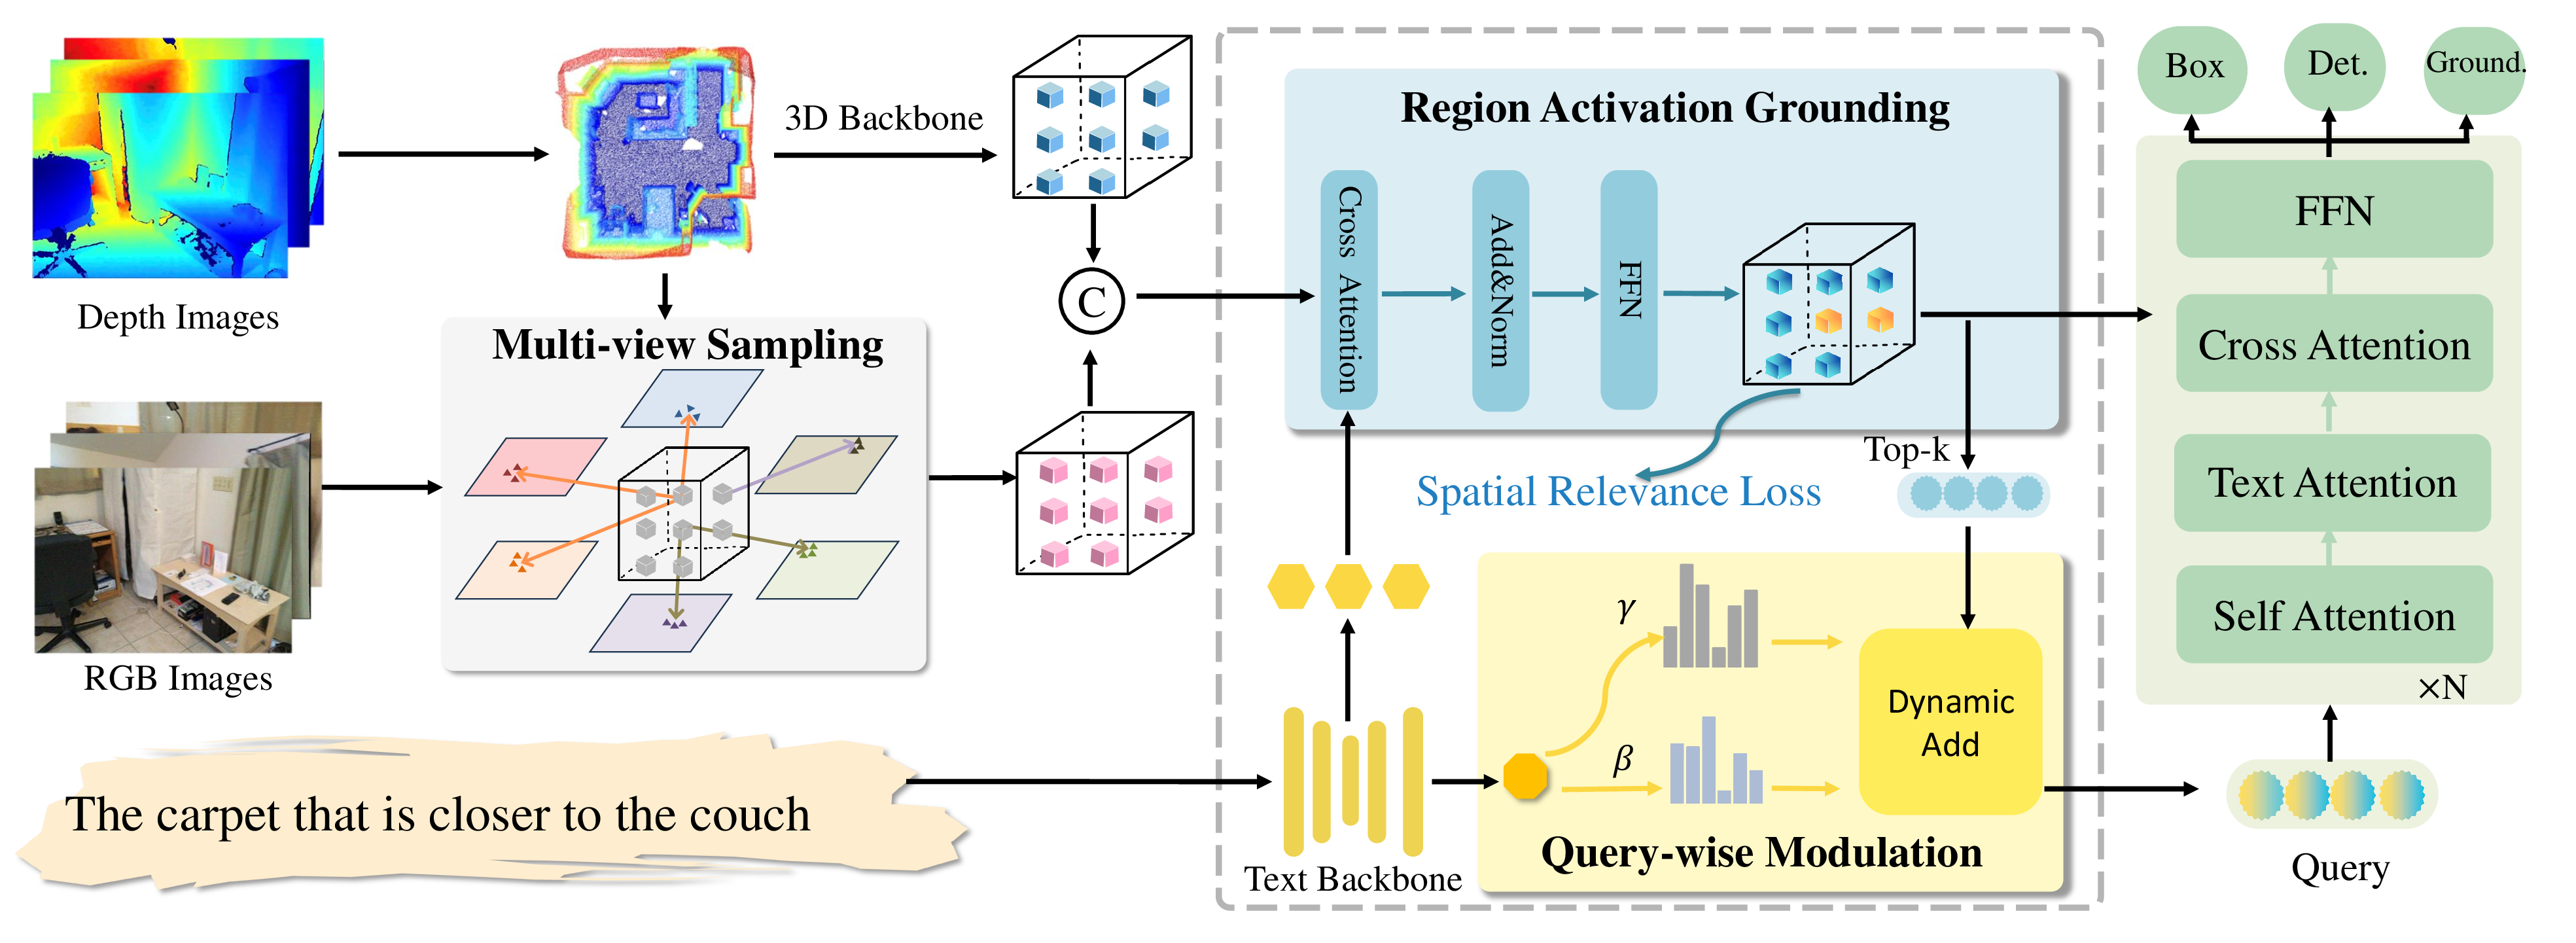 Depth Images
3D Backbone
Multi-view Sampling
RGB Images
The carpet that is closer to the couch
C
Region Activation Grounding
Cross Attention
Add&Norm
FFN
Spatial Relevance Loss
Top-k
Text Backbone
γ
β
Dynamic
Add
Query-wise Modulation
Box
Det.
Ground.
FFN
Cross Attention
Text Attention
Self Attention
×N
Query